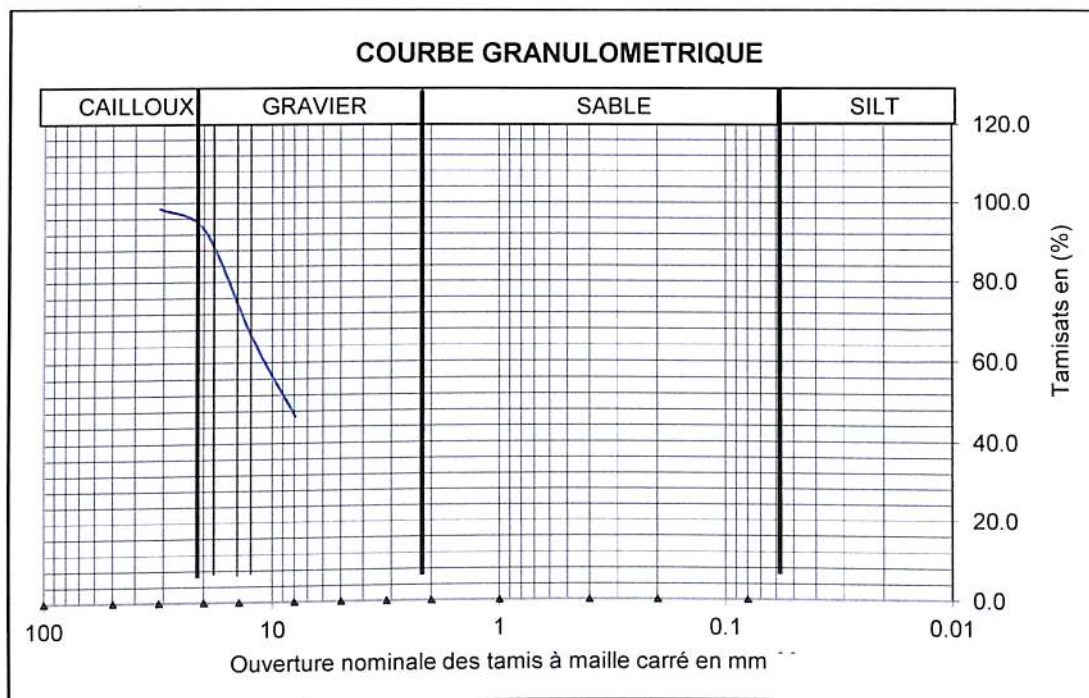 COURBE GRANULOMETRIQUE
CAILLOUX GRAVIER SABLE SILT
120.0
100.0
80.0
60.0
40.0
20.0
0.0
Tamisats en (%)
100 10 1 0.1 0.01
Ouverture nominale des tamis à maille carré en mm